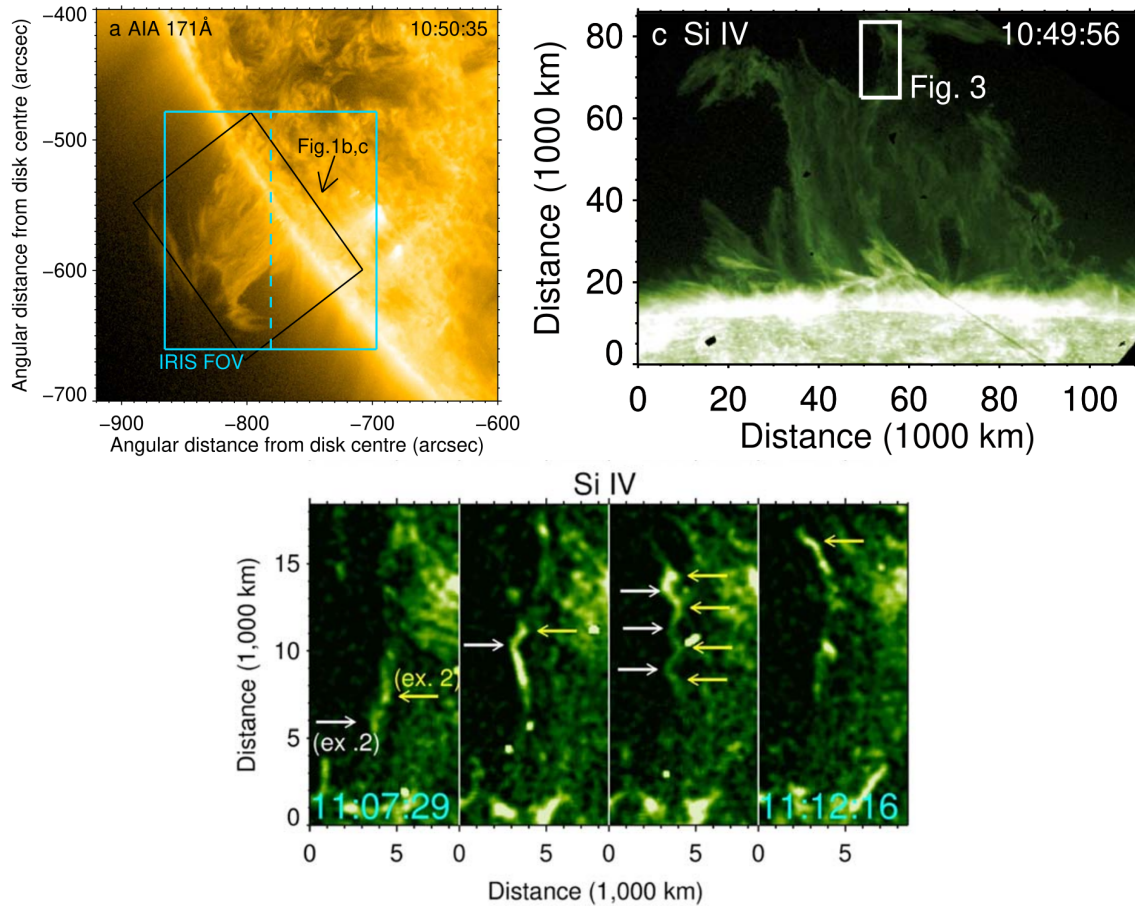 a AIA 171Å 10:50:35
Angular distance from disk centre (arcsec)
−400
−500
−600
−700
Fig.1b,c
IRIS FOV
−900 −800 −700 −600
Angular distance from disk centre (arcsec)
c Si IV 10:49:56
Distance (1000 km)
80
60
40
20
0
Fig. 3
0 20 40 60 80 100
Distance (1000 km)
Si IV
Distance (1,000 km)
15
10
5
0
(ex. 2)
(ex .2)
11:07:29 11:12:16
0 5 0 5 0 5 0 5
Distance (1,000 km)